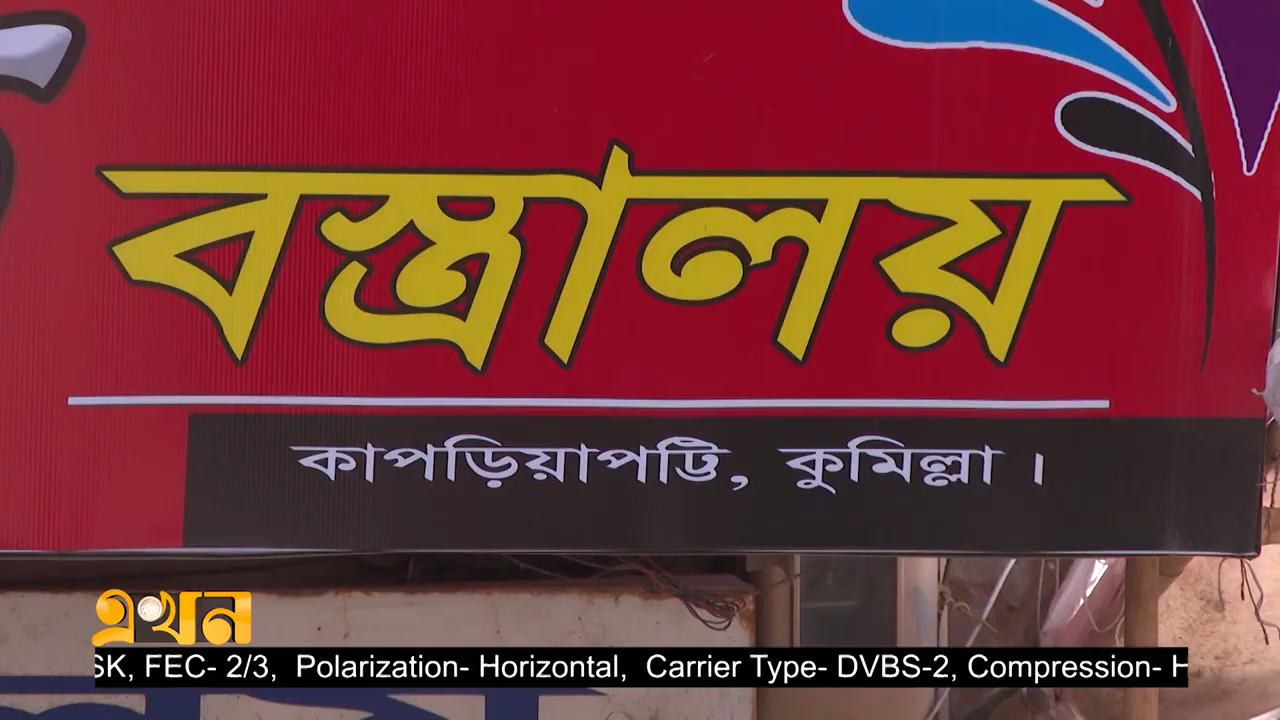 বস্ত্রালয়
কাপড়িয়াপট্টি, কুমিল্লা।
এখন
SK, FEC- 2/3, Polarization- Horizontal, Carrier Type- DVBS-2, Compression- H